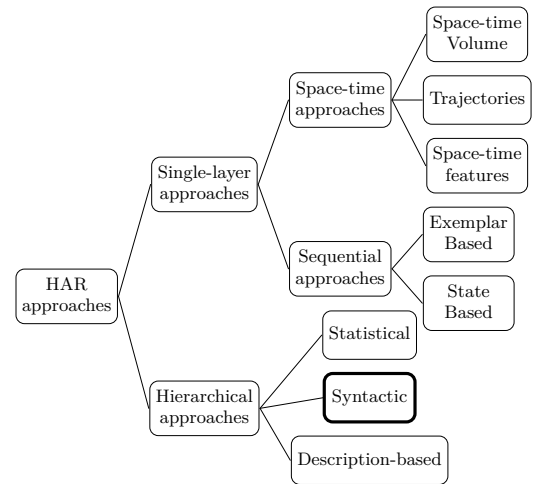 HAR
approaches
Single-layer
approaches
Space-time
approaches
Space-time
Volume
Trajectories
Space-time
features
Sequential
approaches
Exemplar
Based
State
Based
Hierarchical
approaches
Statistical
Syntactic
Description-based